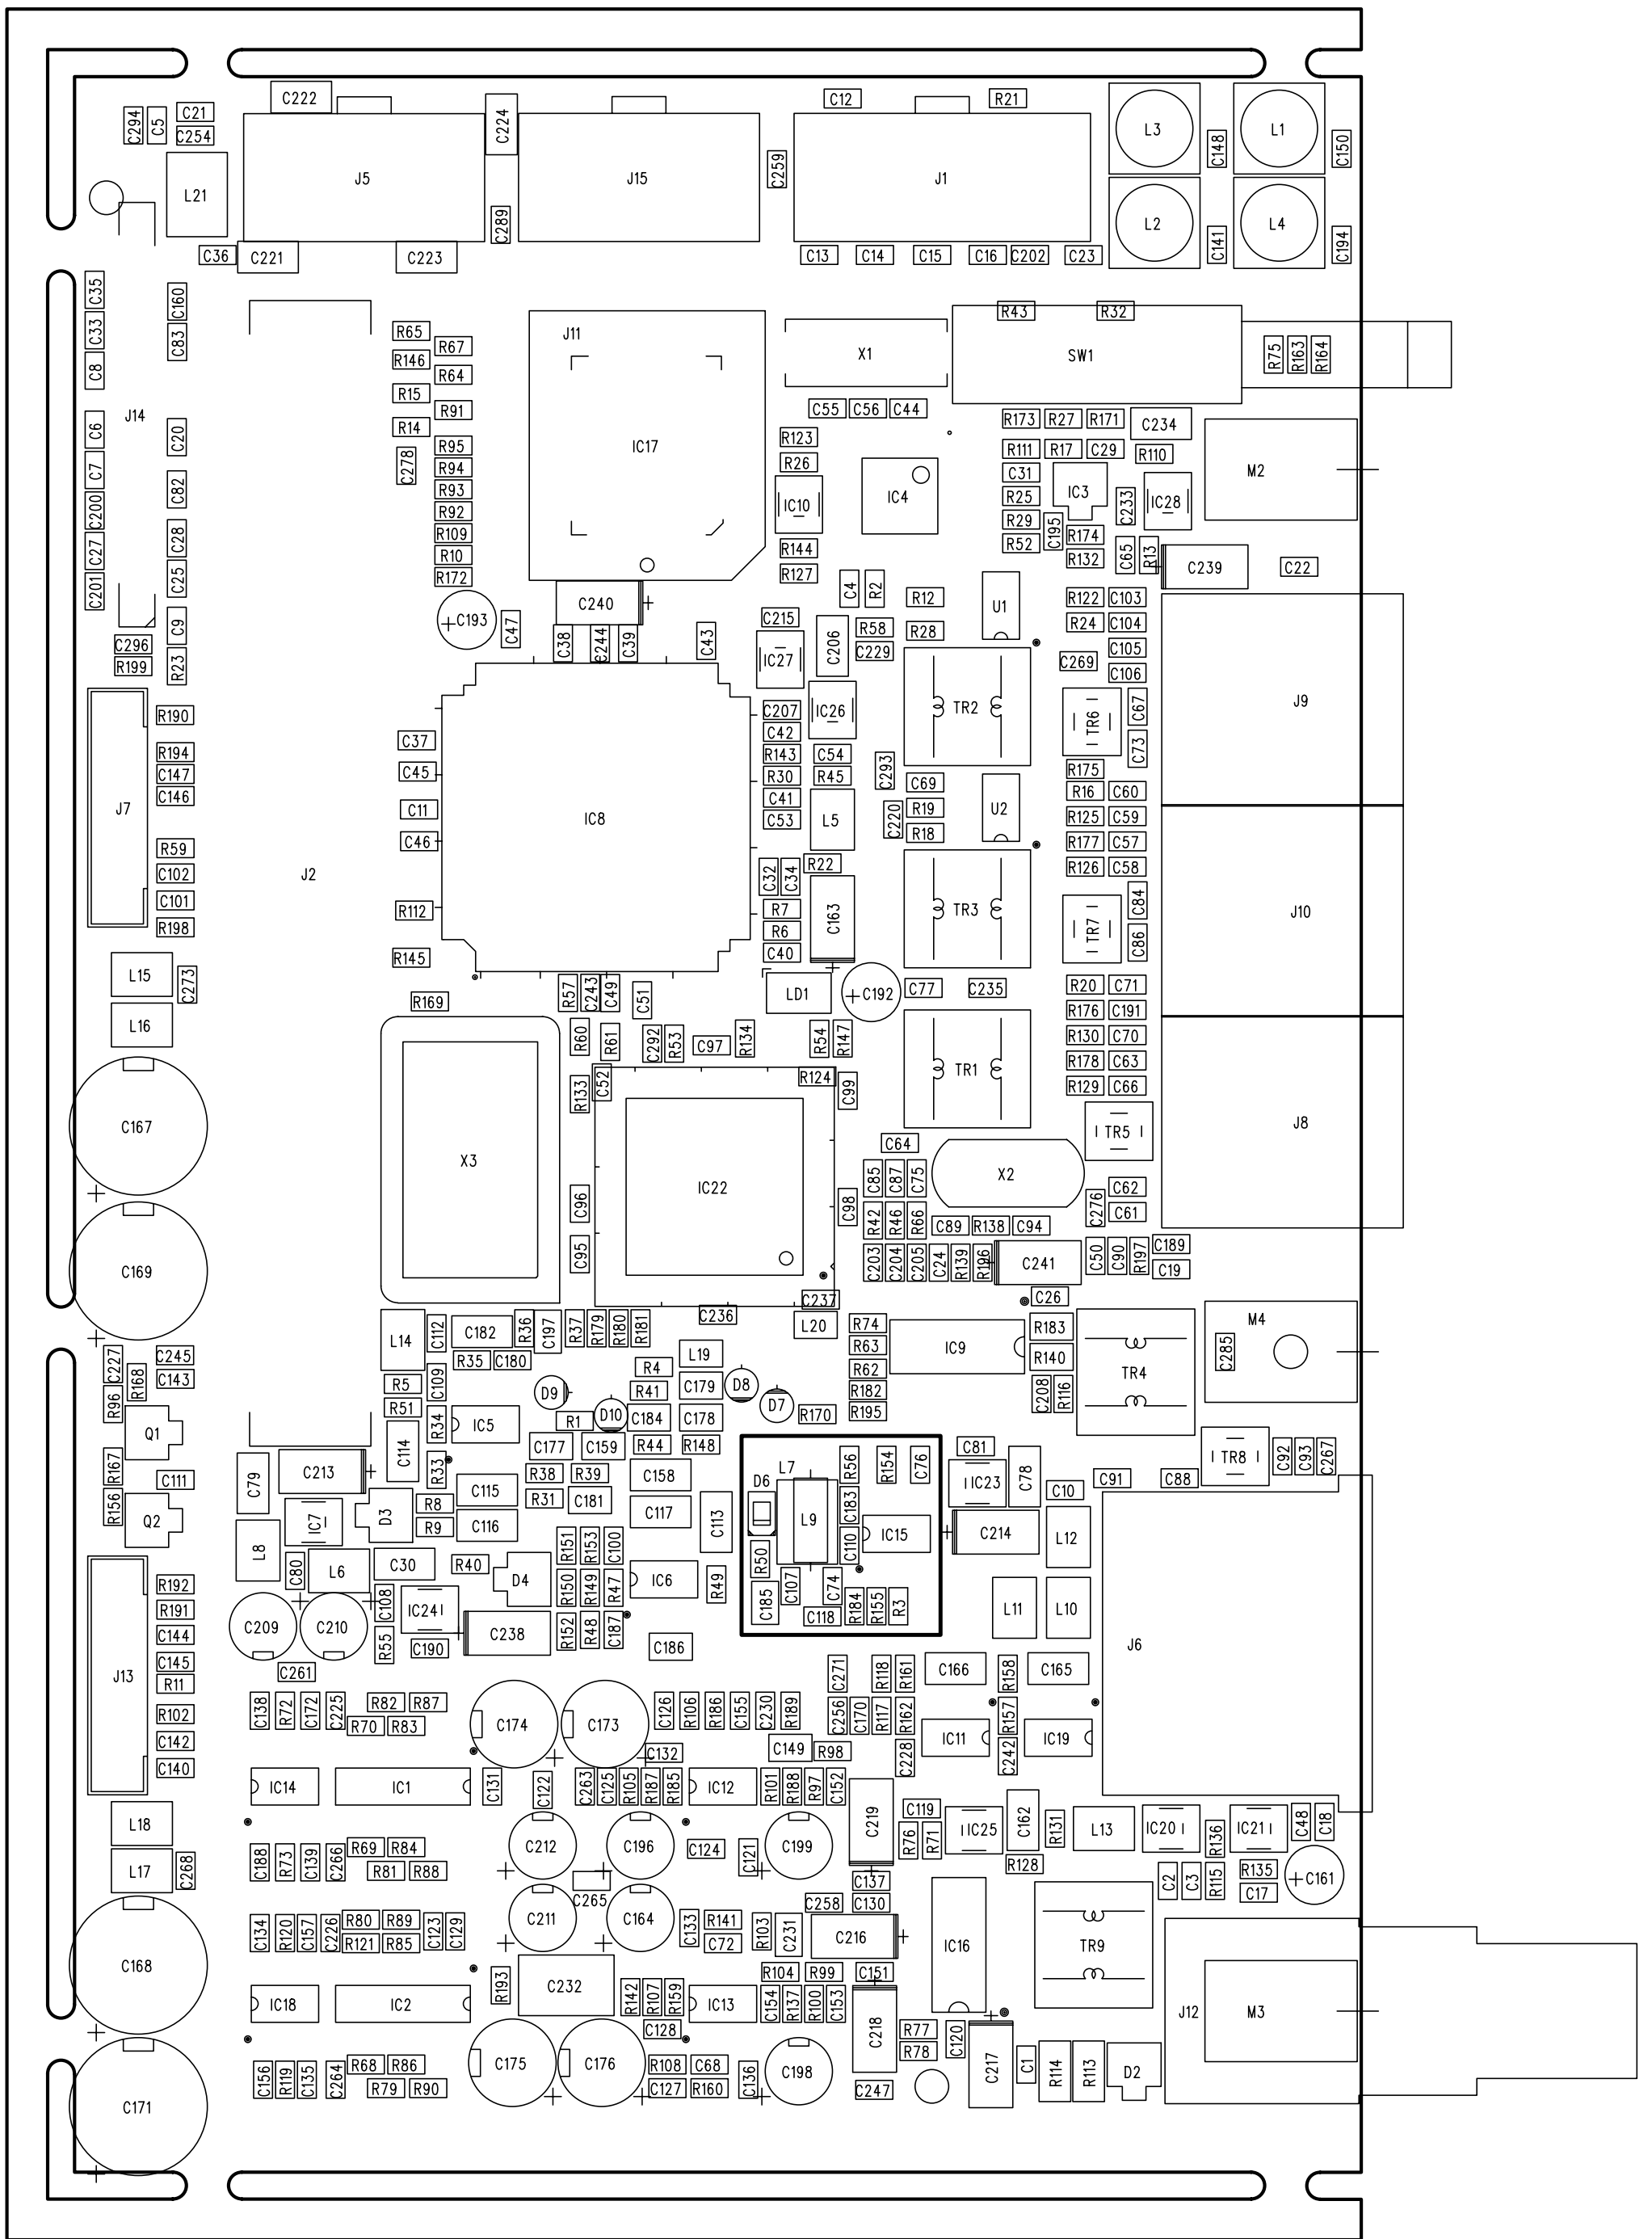 C222
C12
R21
C294
C5
C21
C254
C224
L3
L1
C148
C150
L21
J5
J15
C259
J1
C289
L2
L4
C141
C194
C36
C221
C223
C13
C14
C15
C16
C202
C23
C35
C160
C33
C83
C8
R65
R67
R146
R64
R15
R91
R14
J11
X1
R43
R32
SW1
R75
R163
R164
J14
C6
C20
C7
C82
C200
C28
C27
C25
C201
C278
R95
R94
R93
R92
R109
R10
R172
IC17
C55
C56
C44
R123
R26
IC10
IC4
R144
R127
R173
R27
R171
C234
R111
R17
C29
R110
C31
R25
IC3
C233
IC28
R29
C195
R174
R52
R132
C65
R13
C239
C22
M2
C9
C296
R199
R23
C193
C47
C240
C38
C244
C39
C43
C215
IC27
C206
C4
R2
R12
R58
R28
C229
U1
R122
C103
R24
C104
C105
C269
C106
R190
R194
C147
C146
J7
C37
C45
C11
C46
IC8
C207
C42
R143
R30
C41
C53
IC26
C54
R45
L5
C293
C220
TR2
C69
R19
R18
U2
TR6
C67
C73
R175
R16
C60
R125
C59
R177
C57
R126
C58
J9
J2
R59
C102
C101
R198
R112
R145
R169
C32
C34
R22
R7
R6
C40
C163
TR3
TR7
C84
C86
J10
L15
C273
L16
R57
C243
C49
C51
LD1
C192
C77
C235
R20
C71
R176
C191
R130
C70
R178
C63
R129
C66
R60
R61
C292
R53
C97
R134
R54
R147
C167
X3
R133
C52
R124
C99
TR1
TR5
J8
IC22
C64
C85
C87
C75
X2
C62
C61
C276
C96
C95
C98
R42
R46
R66
C89
R138
C94
C203
C204
C205
C24
R139
R196
C241
C50
C90
R197
C189
C19
C169
C26
C237
C236
L14
C112
C182
R36
C197
R37
R179
R180
R181
L20
R74
R63
R62
R182
R195
IC9
R183
R140
C208
R116
TR4
C285
M4
C227
C245
R168
C143
R96
R35
C180
R5
C109
R51
R4
R41
L19
C179
D8
D9
D10
D7
R1
C184
C178
R170
Q1
R167
C111
R156
Q2
R34
IC5
C114
R33
C177
C159
R44
R148
R38
R39
C158
C79
C213
C115
R31
C181
C117
C113
IC7
D3
R8
R9
C116
D6
L7
L9
R56
R154
C76
C183
C110
IC15
C81
IC23
C78
C10
C91
C88
TR8
C92
C93
C267
C214
L12
L8
C80
L6
C30
R40
D4
R151
R153
C100
R150
R149
R47
IC6
R49
R50
C185
C107
C74
C118
R184
R155
R3
L11
L10
J6
R192
R191
C144
C145
R11
J13
R102
C142
C140
C209
C210
C108
R55
IC24
C190
C238
R152
R48
C187
C186
C261
C138
R72
C172
C225
R82
R87
R70
R83
C174
C173
C126
R106
R186
C155
C230
R189
C132
C149
R98
C271
R118
R161
C166
R158
C165
C256
C170
R117
R162
R157
IC11
IC19
C228
C242
IC14
IC1
C131
C122
C263
C125
R105
R187
R185
IC12
R101
R188
R97
C152
C219
C119
R76
R71
IC25
C162
R131
L13
IC20
R136
IC21
C48
C18
L18
L17
C268
C188
R73
C139
C266
R69
R84
R81
R88
C212
C196
C124
C121
C199
C265
R128
C137
C130
C258
C2
C3
R115
R135
C17
C161
C168
C134
R120
C157
C226
R80
R89
R121
R85
C123
C129
C211
C164
C133
R141
C72
R103
C231
C216
IC16
TR9
IC18
IC2
R193
C232
R142
R107
R159
IC13
R104
R99
C151
C154
R137
R100
C153
C218
J12
M3
C171
C156
R119
C135
C264
R68
R86
R79
R90
C175
C176
C128
R108
C68
C127
R160
C136
C198
C247
R77
R78
C120
C217
C1
R114
R113
D2